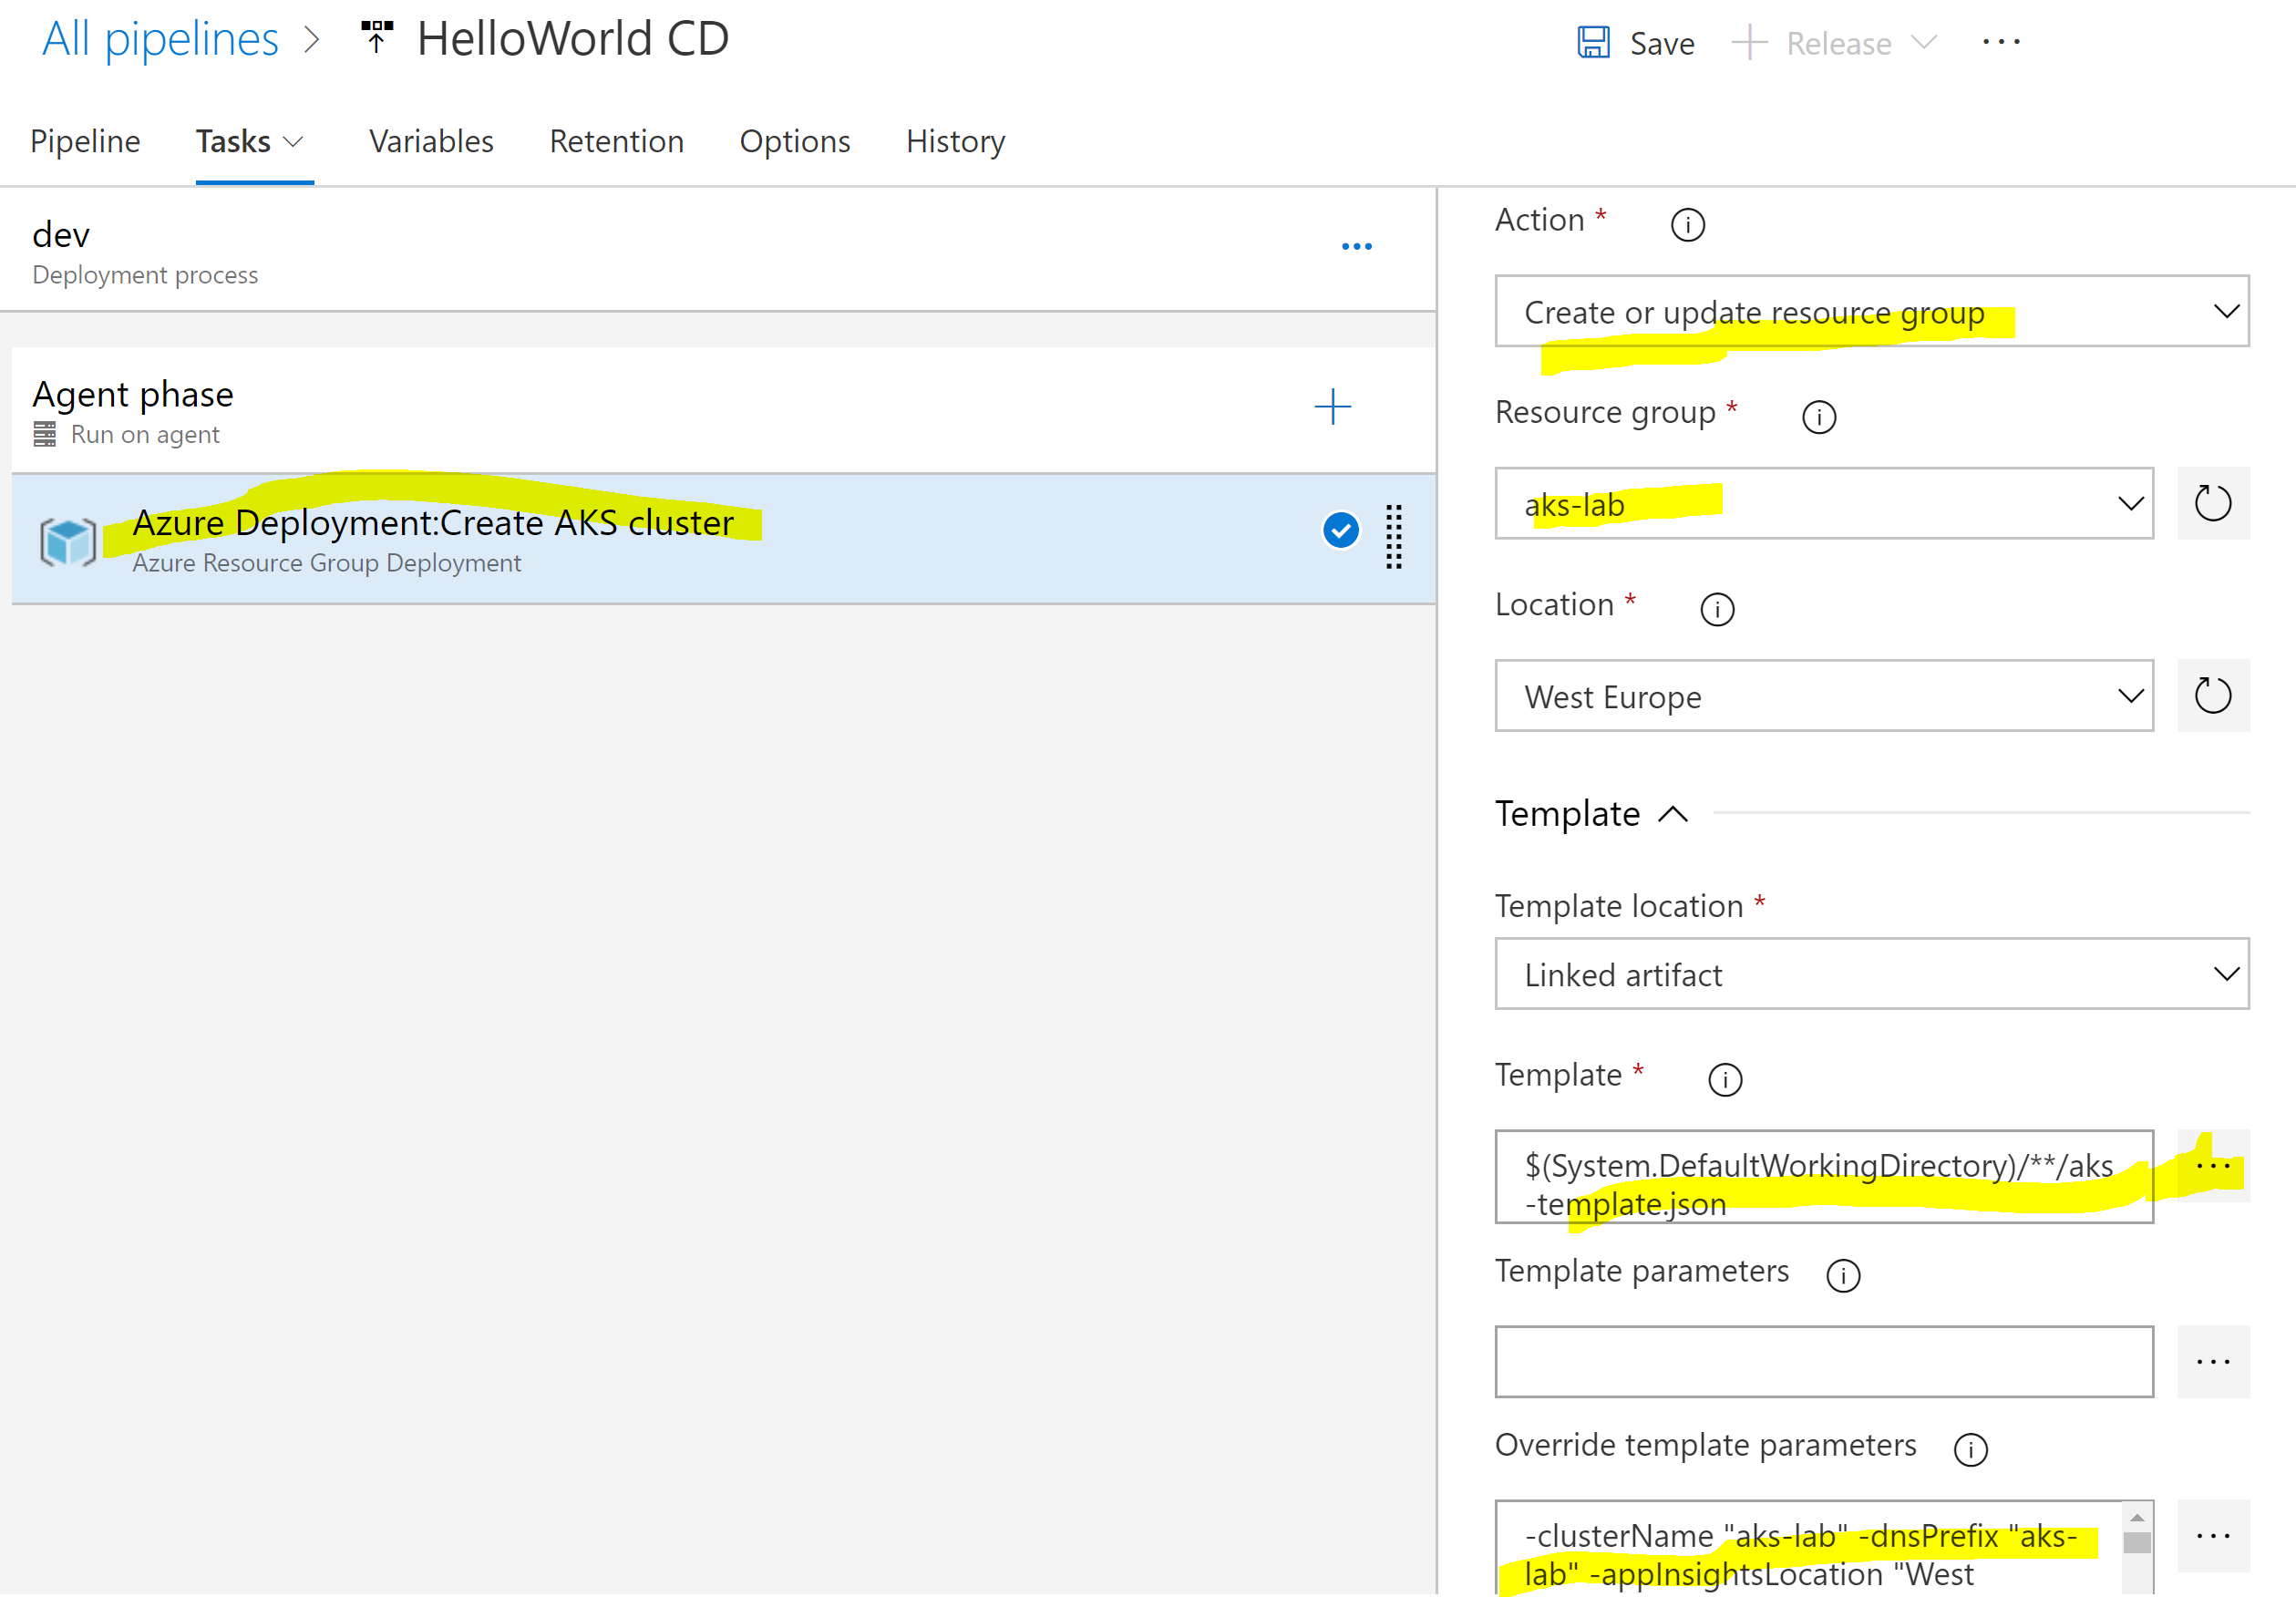 All pipelines > HelloWorld CD
Save + Release ···
Pipeline Tasks Variables Retention Options History
dev
Deployment process
Agent phase
Run on agent
Azure Deployment:Create AKS cluster
Azure Resource Group Deployment
Action *
Create or update resource group
Resource group *
aks-lab
Location *
West Europe
Template
Template location *
Linked artifact
Template *
$(System.DefaultWorkingDirectory)/**/aks
-template.json
Template parameters
Override template parameters
-clusterName "aks-lab" -dnsPrefix "aks-
lab" -appInsightsLocation "West